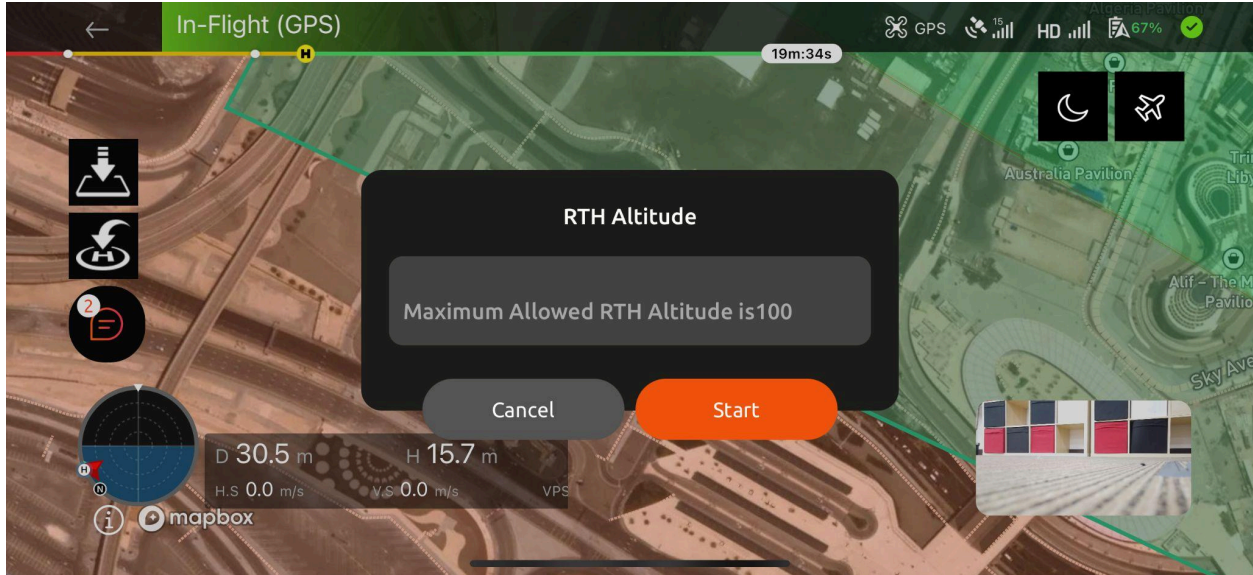 Algeria Pavilion
In-Flight (GPS)
GPS
15
HD
67%
H
19m:34s
Australia Pavilion
RTH Altitude
Maximum Allowed RTH Altitude is100
2
Alif – The M
Pavilio
Sky Ave
Cancel
Start
D 30.5 m
H 15.7 m
H.S 0.0 m/s
V.S 0.0 m/s
VPS
H
N
mapbox